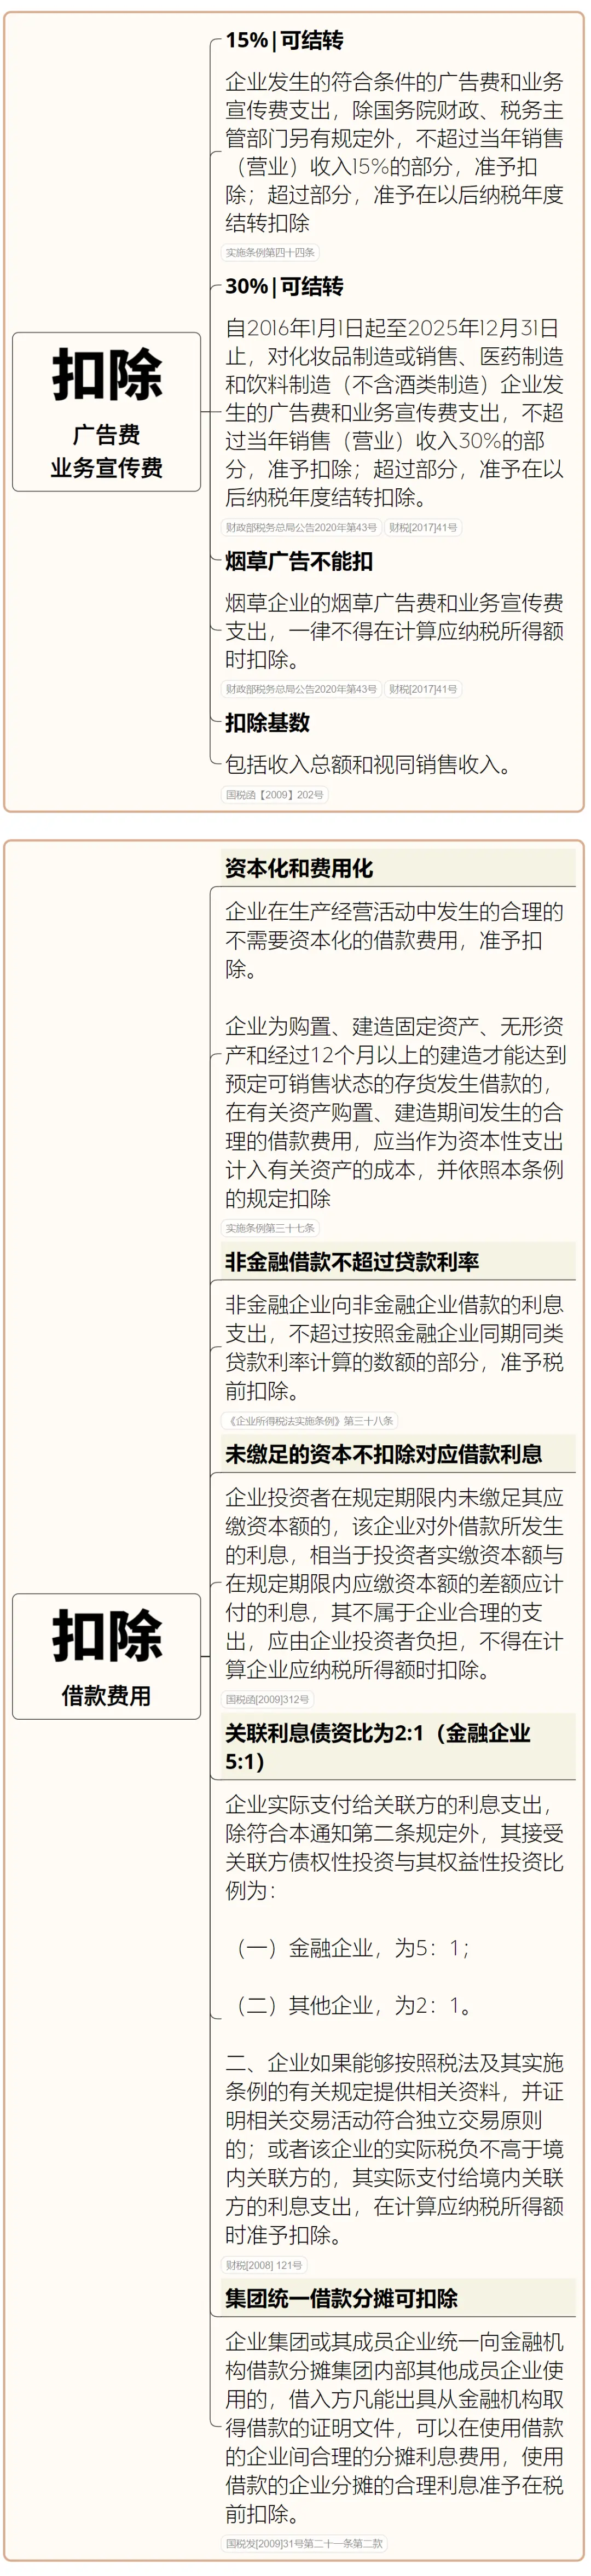 扣除
广告费
业务宣传费
15%|可结转
企业发生的符合条件的广告费和业务
宣传费支出，除国务院财政、税务主
管部门另有规定外，不超过当年销售
（营业）收入15%的部分，准予扣
除；超过部分，准予在以后纳税年度
结转扣除
实施条例第四十四条
30%|可结转
自2016年1月1日起至2025年12月31日
止，对化妆品制造或销售、医药制造
和饮料制造（不含酒类制造）企业发
生的广告费和业务宣传费支出，不超
过当年销售（营业）收入30%的部
分，准予扣除；超过部分，准予在以
后纳税年度结转扣除。
财政部税务总局公告2020年第43号 财税[2017]41号
烟草广告不能扣
烟草企业的烟草广告费和业务宣传费
支出，一律不得在计算应纳税所得额
时扣除。
财政部税务总局公告2020年第43号 财税[2017]41号
扣除基数
包括收入总额和视同销售收入。
国税函【2009】202号
扣除
借款费用
资本化和费用化
企业在生产经营活动中发生的合理的
不需要资本化的借款费用，准予扣
除。
企业为购置、建造固定资产、无形资
产和经过12个月以上的建造才能达到
预定可销售状态的存货发生借款的，
在有关资产购置、建造期间发生的合
理的借款费用，应当作为资本性支出
计入有关资产的成本，并依照本条例
的规定扣除
实施条例第三十七条
非金融借款不超过贷款利率
非金融企业向非金融企业借款的利息
支出，不超过按照金融企业同期同类
贷款利率计算的数额的部分，准予税
前扣除。
《企业所得税法实施条例》第三十八条
未缴足的资本不扣除对应借款利息
企业投资者在规定期限内未缴足其应
缴资本额的，该企业对外借款所发生
的利息，相当于投资者实缴资本额与
在规定期限内应缴资本额的差额应计
付的利息，其不属于企业合理的支
出，应由企业投资者负担，不得在计
算企业应纳税所得额时扣除。
国税函[2009]312号
关联利息债资比为2:1（金融企业
5:1）
企业实际支付给关联方的利息支出，
除符合本通知第二条规定外，其接受
关联方债权性投资与其权益性投资比
例为：
（一）金融企业，为5：1；
（二）其他企业，为2：1。
二、企业如果能够按照税法及其实施
条例的有关规定提供相关资料，并证
明相关交易活动符合独立交易原则
的；或者该企业的实际税负不高于境
内关联方的，其实际支付给境内关联
方的利息支出，在计算应纳税所得额
时准予扣除。
财税[2008] 121号
集团统一借款分摊可扣除
企业集团或其成员企业统一向金融机
构借款分摊集团内部其他成员企业使
用的，借入方凡能出具从金融机构取
得借款的证明文件，可以在使用借款
的企业间合理的分摊利息费用，使用
借款的企业分摊的合理利息准予在税
前扣除。
国税发[2009]31号第二十一条第二款